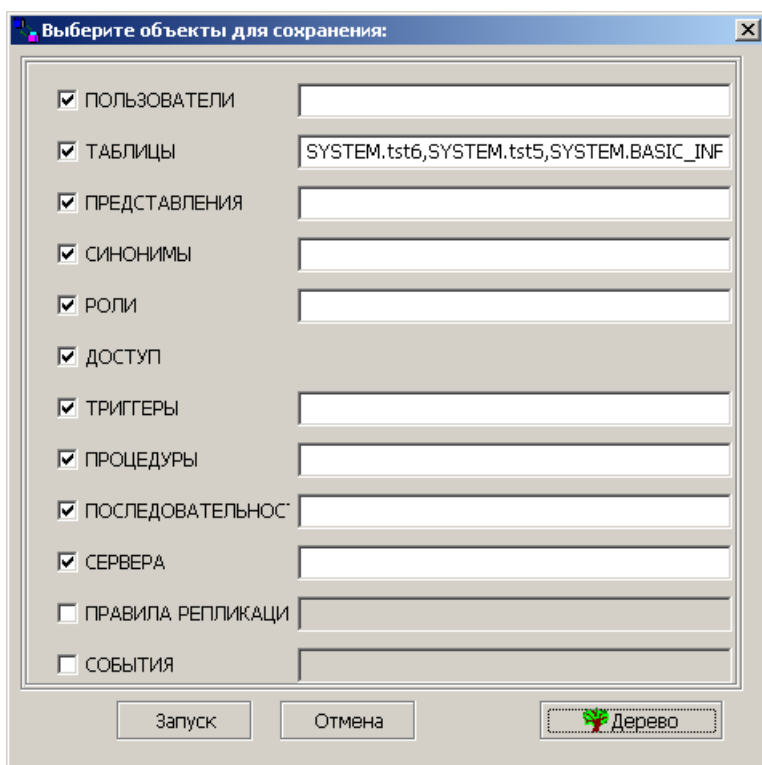 Выберите объекты для сохранения:
ПОЛЬЗОВАТЕЛИ
ТАБЛИЦЫ SYSTEM.tst6,SYSTEM.tst5,SYSTEM.BASIC_INF
ПРЕДСТАВЛЕНИЯ
СИНОНИМЫ
РОЛИ
ДОСТУП
ТРИГГЕРЫ
ПРОЦЕДУРЫ
ПОСЛЕДОВАТЕЛЬНОСТ
СЕРВЕРА
ПРАВИЛА РЕПЛИКАЦИ
СОБЫТИЯ
Запуск Отмена Дерево